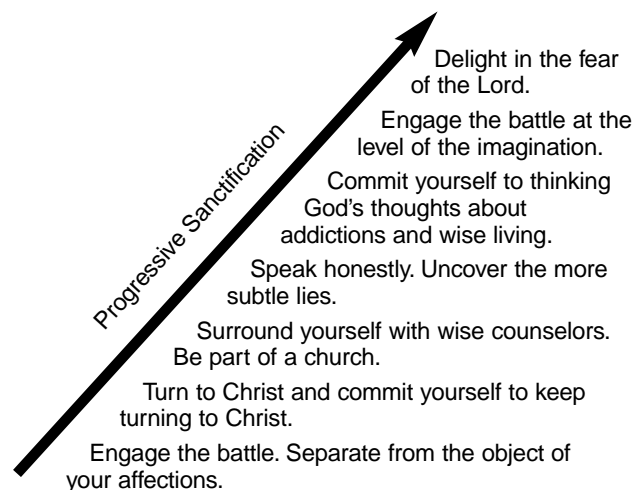 Delight in the fear
of the Lord.
Engage the battle at the
level of the imagination.
Commit yourself to thinking
God's thoughts about
addictions and wise living.
Speak honestly. Uncover the more
subtle lies.
Surround yourself with wise counselors.
Be part of a church.
Turn to Christ and commit yourself to keep
turning to Christ.
Engage the battle. Separate from the object of
your affections.
Progressive Sanctification